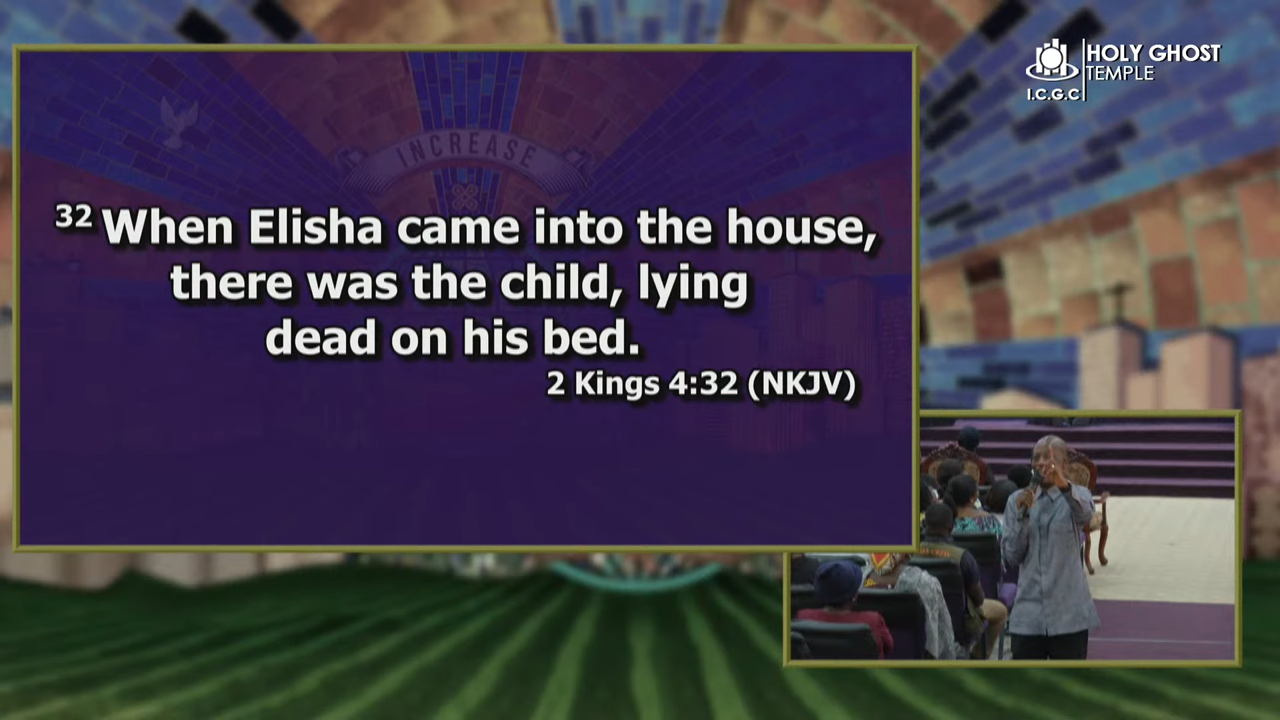 HOLY GHOST
TEMPLE
I.C.G.C
INCREASE
32 When Elisha came into the house,
there was the child, lying
dead on his bed.
2 Kings 4:32 (NKJV)